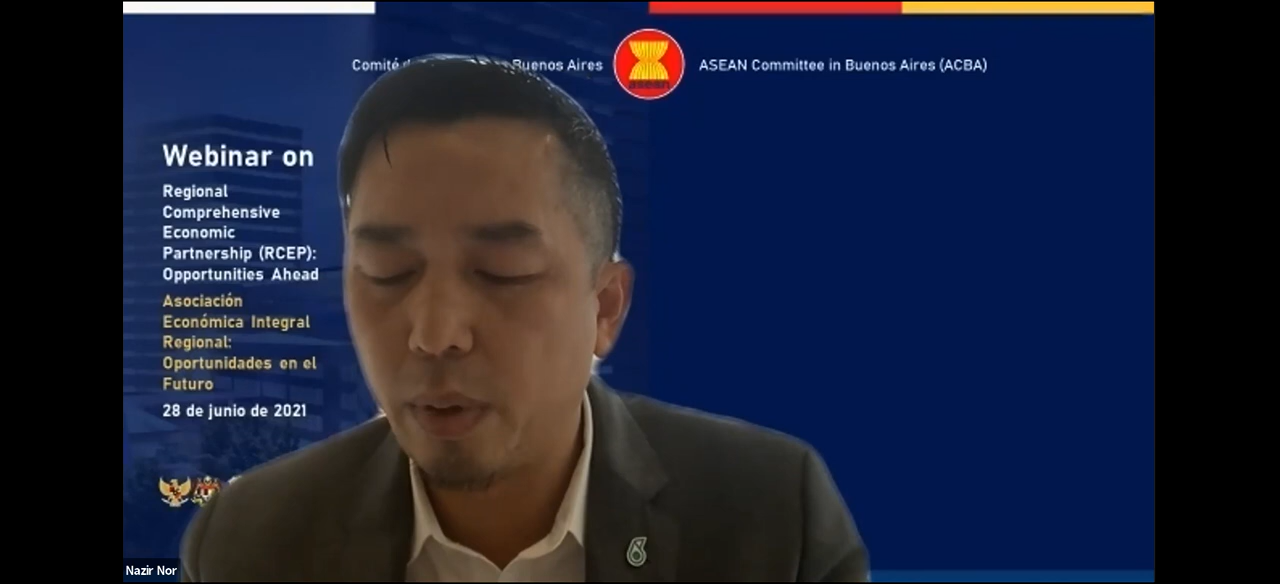 Comité Buenos Aires
asean
ASEAN Committee in Buenos Aires (ACBA)
Webinar on
Regional
Comprehensive
Economic
Partnership (RCEP):
Opportunities Ahead
Asociación
Económica Integral
Regional:
Oportunidades en el
Futuro
28 de junio de 2021
Nazir Nor